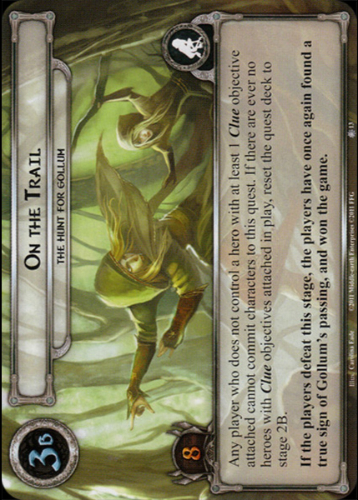 3B
ON THE TRAIL
THE HUNT FOR GOLLUM
8
Any player who does not control a hero with at least 1 Clue objective
attached cannot commit characters to this quest. If there are ever no
heroes with Clue objectives attached in play, reset the quest deck to
stage 2B.
If the players defeat this stage, the players have once again found a
true sign of Gollum's passing, and won the game.
Illus. Carolina Eade
©2011 Middle-earth Enterprises ©2011 FFG
13